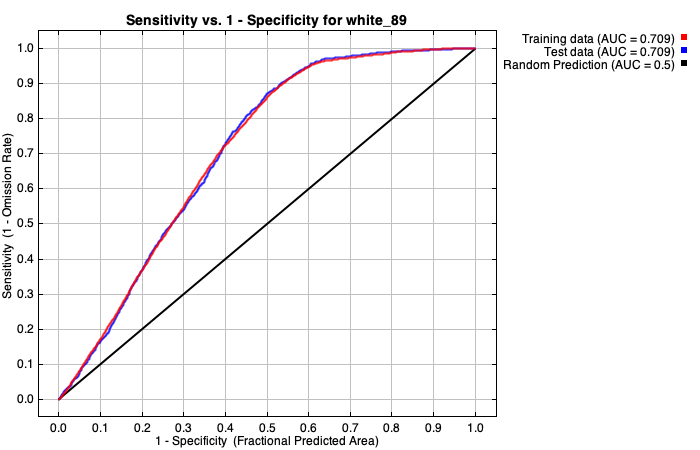 Sensitivity vs. 1 - Specificity for white_89
Training data (AUC = 0.709)
Test data (AUC = 0.709)
Random Prediction (AUC = 0.5)
Sensitivity (1 - Omission Rate)
1.0
0.9
0.8
0.7
0.6
0.5
0.4
0.3
0.2
0.1
0.0
0.0 0.1 0.2 0.3 0.4 0.5 0.6 0.7 0.8 0.9 1.0
1 - Specificity (Fractional Predicted Area)